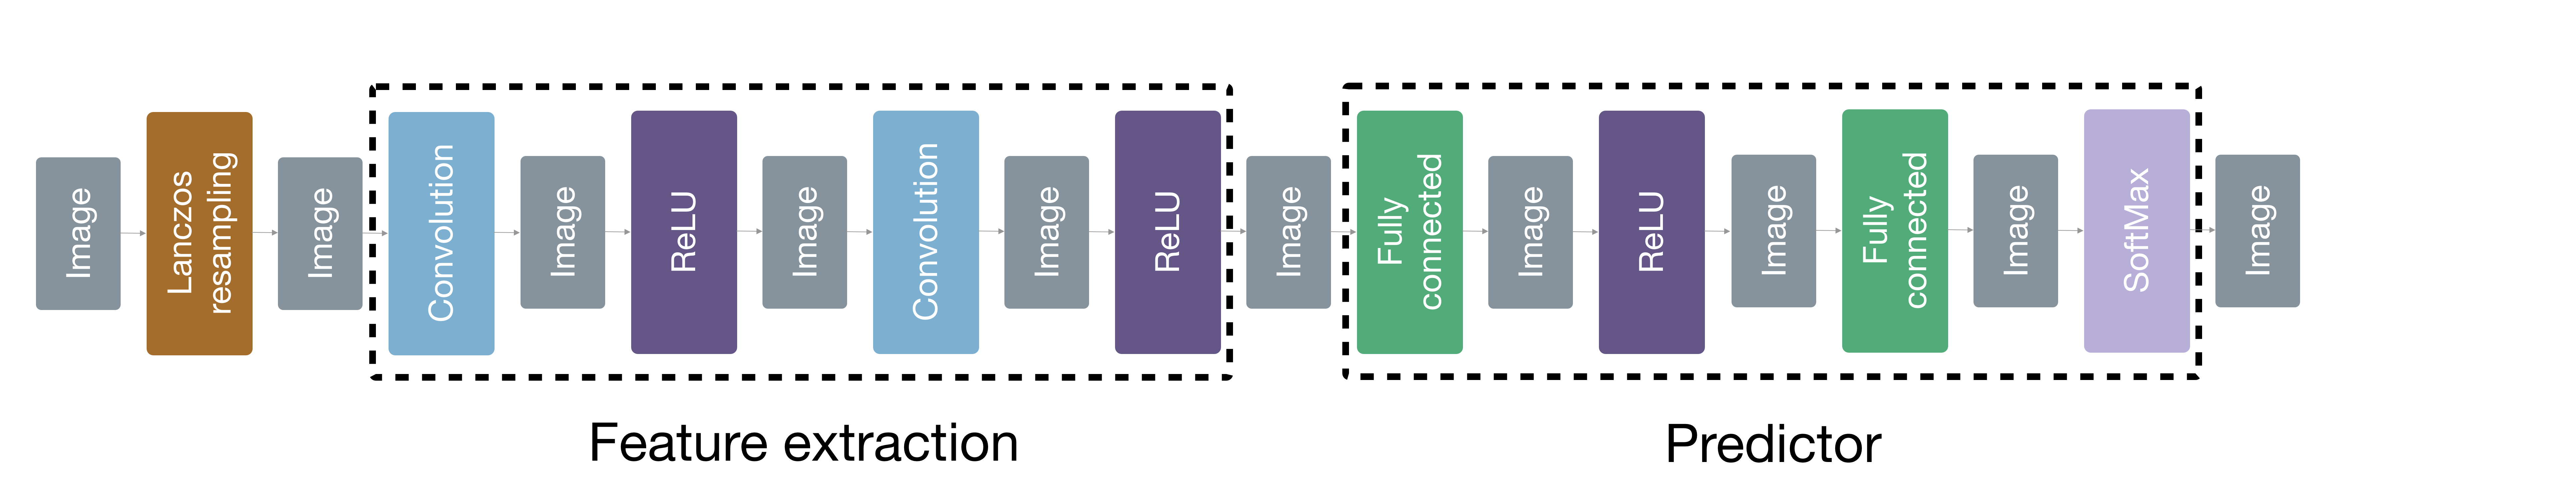 Image
Lanczos
resampling
Image
Convolution
Image
ReLU
Image
Convolution
Image
ReLU
Image
Fully
connected
Image
ReLU
Image
Fully
connected
Image
SoftMax
Image
Feature extraction
Predictor